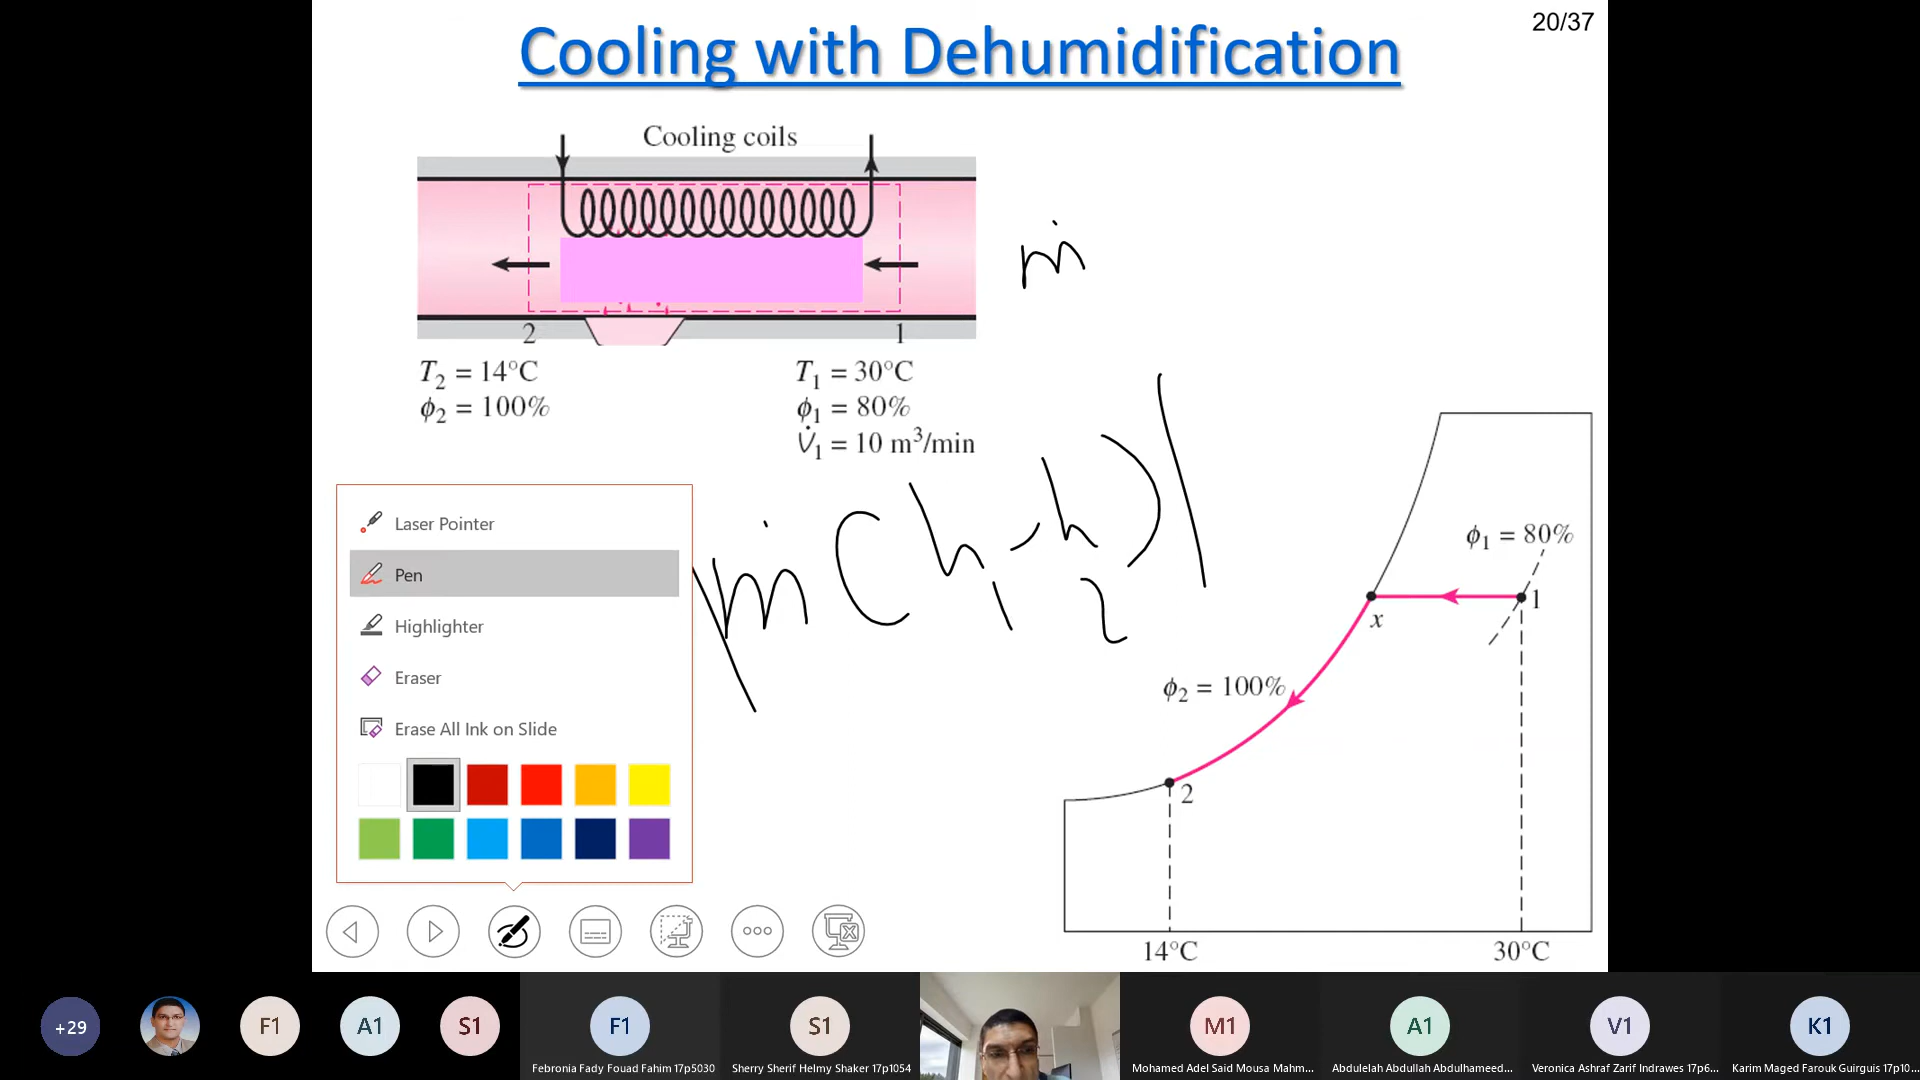 20/37
Cooling with Dehumidification
Cooling coils
ṁ
2
1
T2 = 14°C
ϕ2 = 100%
T1 = 30°C
ϕ1 = 80%
V̇1 = 10 m³/min
ṁ(h1-h2)
Laser Pointer
Pen
Highlighter
Eraser
Erase All Ink on Slide
ϕ1 = 80%
1
x
ϕ2 = 100%
2
14°C
30°C
+29
F1
A1
S1
F1
Febronia Fady Fouad Fahim 17p5030
S1
Sherry Sherif Helmy Shaker 17p1054
M1
Mohamed Adel Said Mousa Mahm...
A1
Abdulelah Abdullah Abdulhameed...
V1
Veronica Ashraf Zarif Indrawes 17p6...
K1
Karim Maged Farouk Guirguis 17p10...